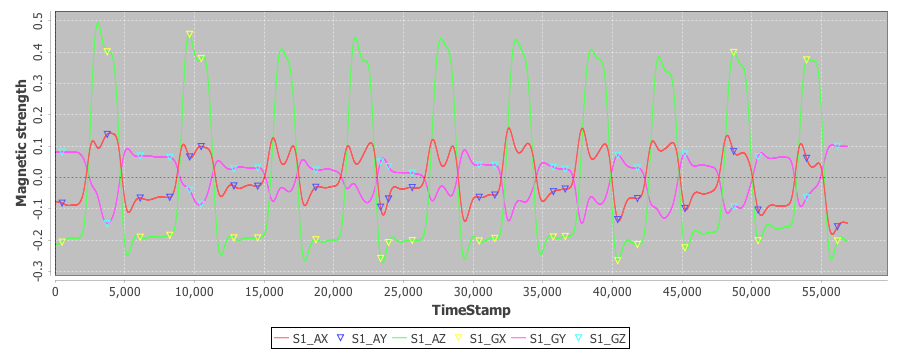 Magnetic strength
0.5
0.4
0.3
0.2
0.1
0.0
-0.1
-0.2
-0.3
0 5,000 10,000 15,000 20,000 25,000 30,000 35,000 40,000 45,000 50,000 55,000
TimeStamp
S1_AX S1_AY S1_AZ S1_GX S1_GY S1_GZ